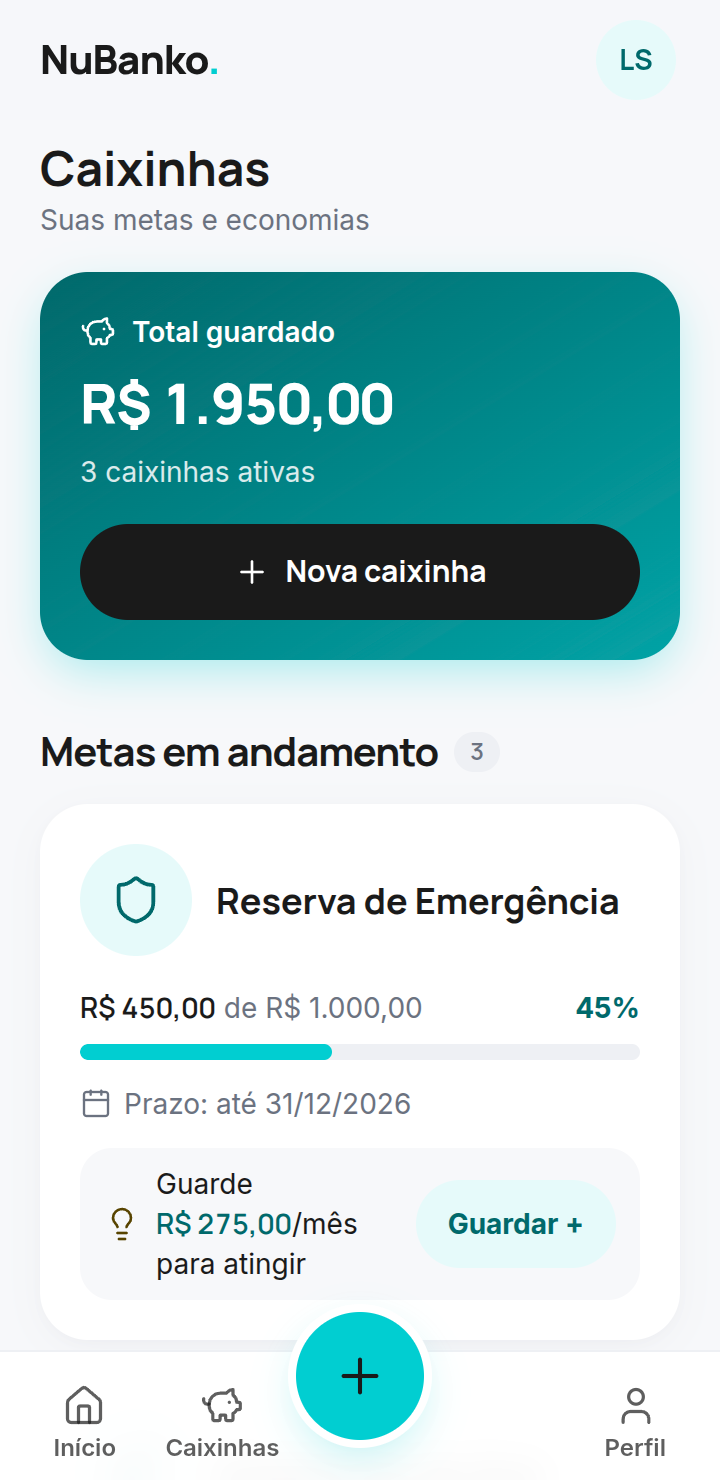 NuBanko.
LS
Caixinhas
Suas metas e economias
Total guardado
R$ 1.950,00
3 caixinhas ativas
+ Nova caixinha
Metas em andamento 3
Reserva de Emergência
R$ 450,00 de R$ 1.000,00 45%
Prazo: até 31/12/2026
Guarde
R$ 275,00/mês
para atingir
Guardar +
Início Caixinhas Perfil